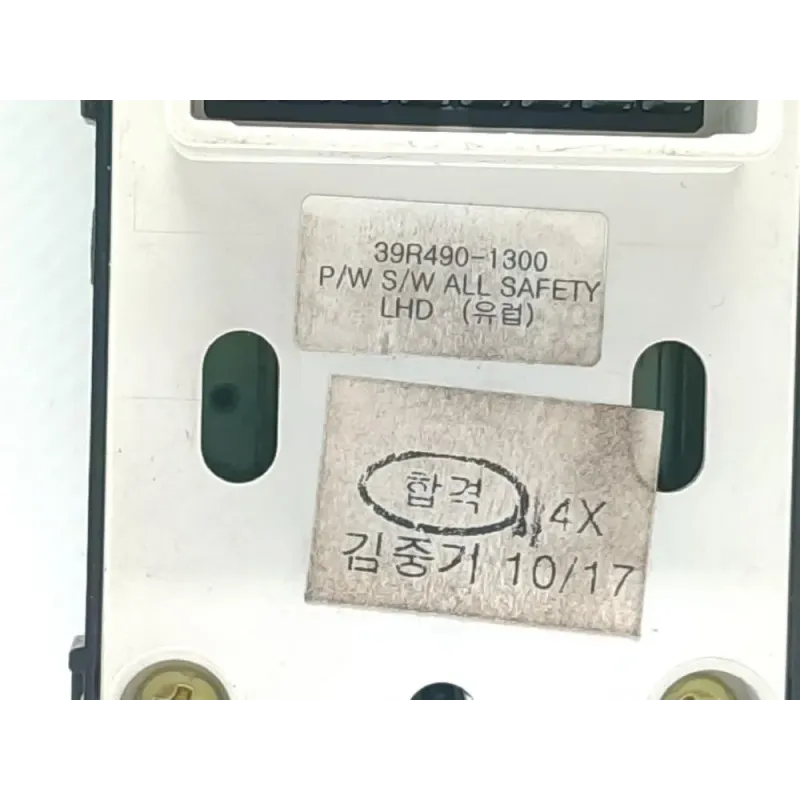 39R490-1300
P/W S/W ALL SAFETY
LHD (유럽)
합격 4X
김중기 10/17